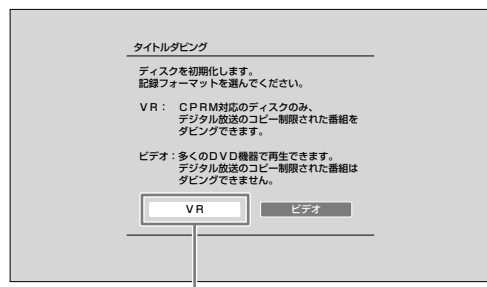 タイトルダビング
ディスクを初期化します。
記録フォーマットを選んでください。
ＶＲ： ＣＰＲＭ対応のディスクのみ、
デジタル放送のコピー制限された番組を
ダビングできます。
ビデオ：多くのＤＶＤ機器で再生できます。
デジタル放送のコピー制限された番組は
ダビングできません。
ＶＲ ビデオ